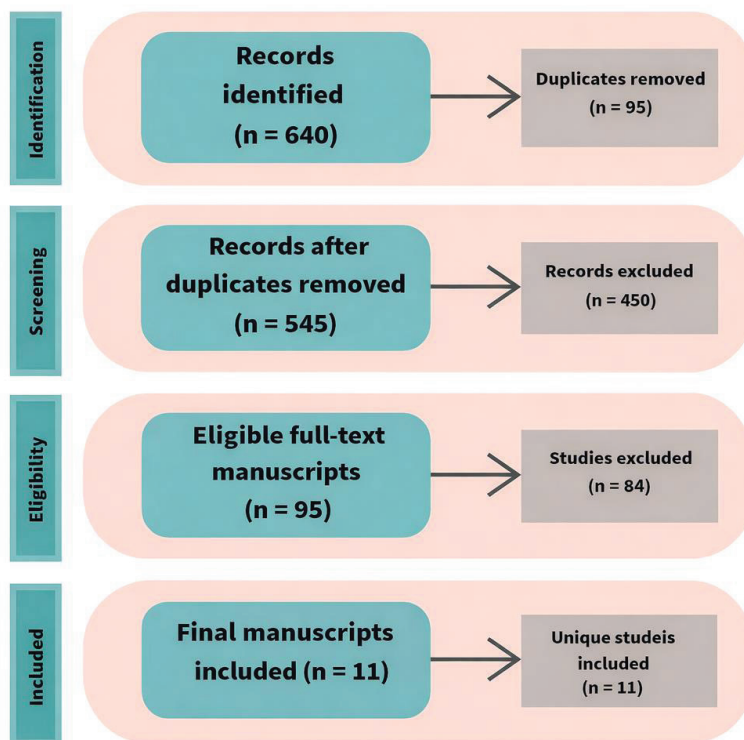 Identification
Records
identified
(n = 640)
Duplicates removed
(n = 95)
Screening
Records after
duplicates removed
(n = 545)
Records excluded
(n = 450)
Eligibility
Eligible full-text
manuscripts
(n = 95)
Studies excluded
(n = 84)
Included
Final manuscripts
included (n = 11)
Unique studeis
included
(n = 11)